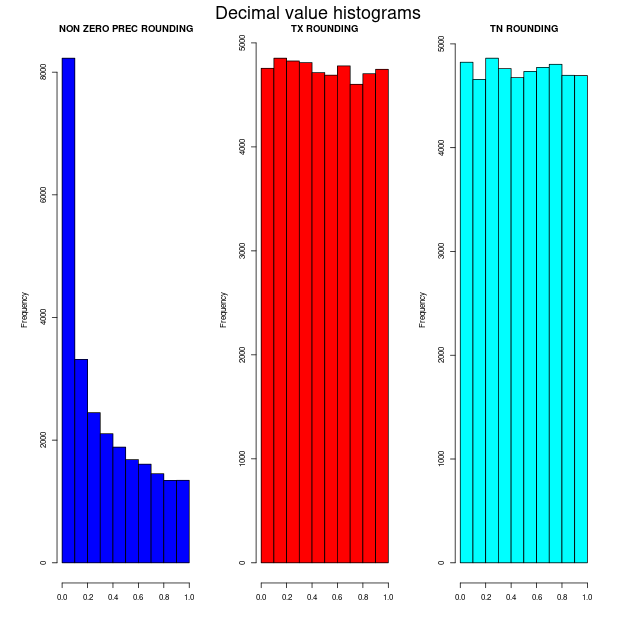 Decimal value histograms
NON ZERO PREC ROUNDING
TX ROUNDING
TN ROUNDING
Frequency
0 2000 4000 6000 8000
0.0 0.2 0.4 0.6 0.8 1.0
Frequency
0 1000 2000 3000 4000 5000
0.0 0.2 0.4 0.6 0.8 1.0
Frequency
0 1000 2000 3000 4000 5000
0.0 0.2 0.4 0.6 0.8 1.0